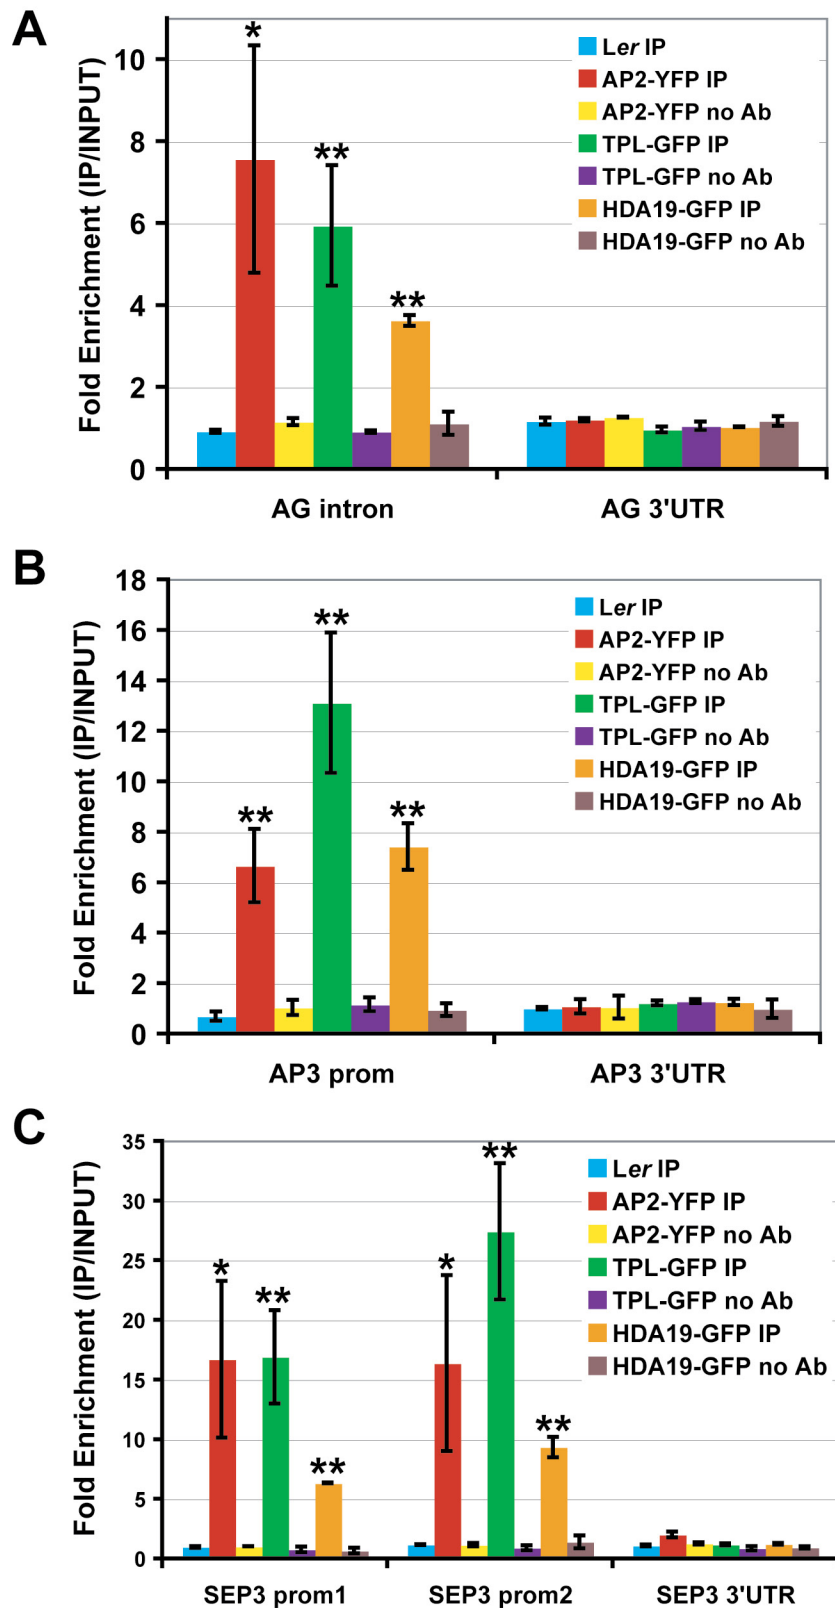 A
Fold Enrichment (IP/INPUT)
10
8
6
4
2
0
*
**
**
Ler IP
AP2-YFP IP
AP2-YFP no Ab
TPL-GFP IP
TPL-GFP no Ab
HDA19-GFP IP
HDA19-GFP no Ab
AG intron
AG 3'UTR
B
Fold Enrichment (IP/INPUT)
18
16
14
12
10
8
6
4
2
0
**
**
**
Ler IP
AP2-YFP IP
AP2-YFP no Ab
TPL-GFP IP
TPL-GFP no Ab
HDA19-GFP IP
HDA19-GFP no Ab
AP3 prom
AP3 3'UTR
C
Fold Enrichment (IP/INPUT)
35
30
25
20
15
10
5
0
*
**
**
*
**
**
Ler IP
AP2-YFP IP
AP2-YFP no Ab
TPL-GFP IP
TPL-GFP no Ab
HDA19-GFP IP
HDA19-GFP no Ab
SEP3 prom1
SEP3 prom2
SEP3 3'UTR